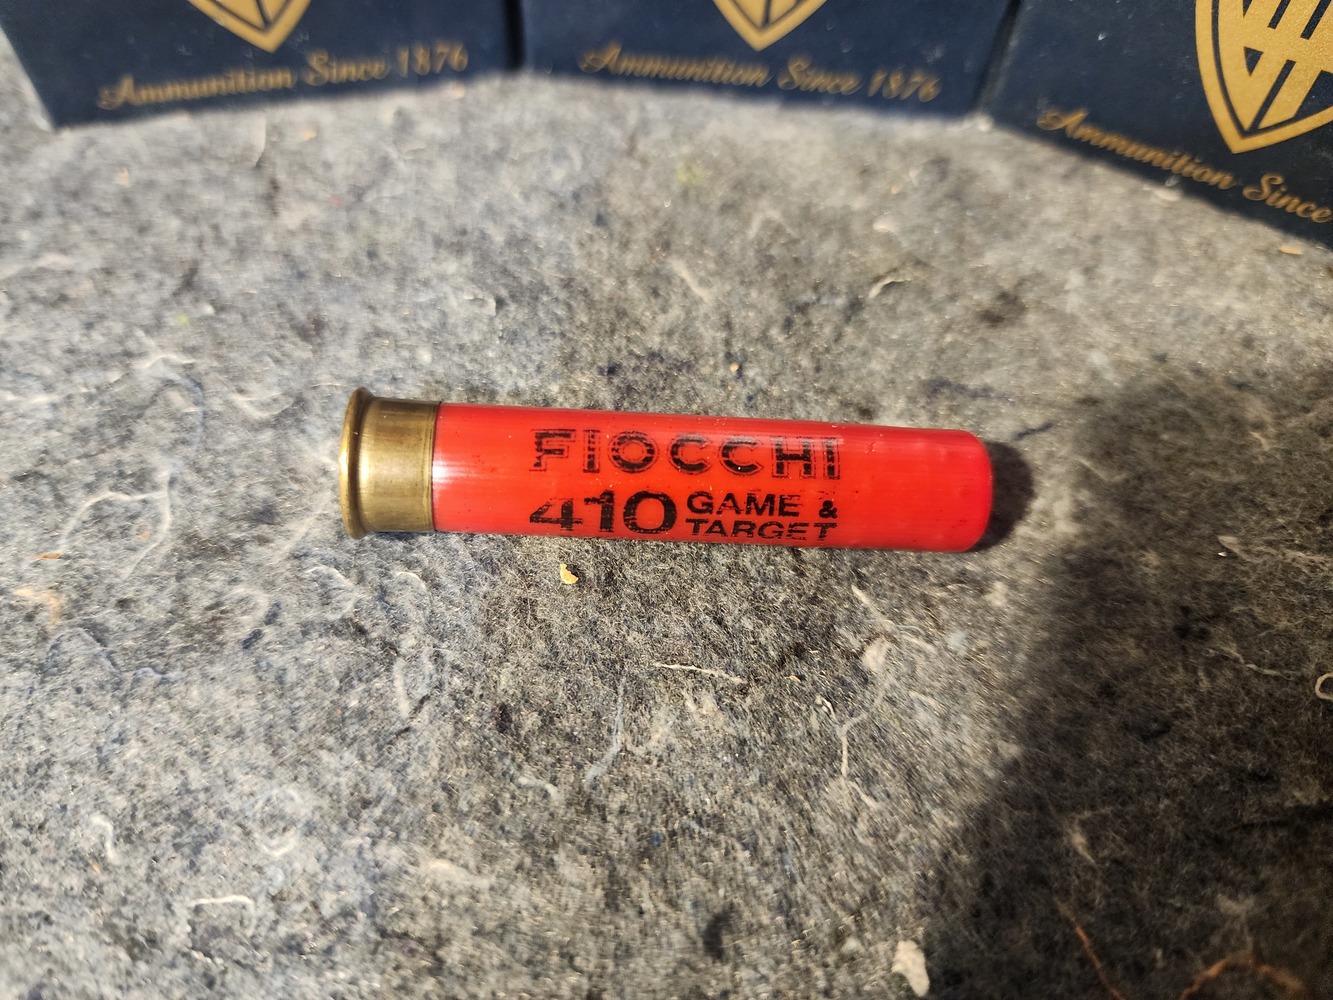 Ammunition Since 1876
Ammunition Since 1876
Ammunition Since
FIOCCHI
410 GAME &
TARGET